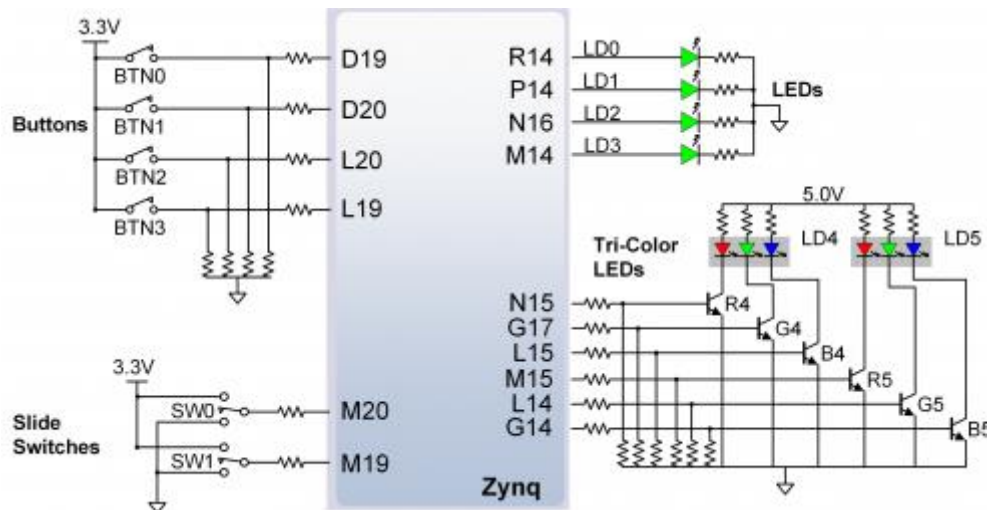 3.3V
BTN0
BTN1
BTN2
BTN3
Buttons
D19
D20
L20
L19
R14
P14
N16
M14
LD0
LD1
LD2
LD3
LEDs
5.0V
LD4
LD5
Tri-Color
LEDs
N15
G17
L15
M15
L14
G14
R4
G4
B4
R5
G5
B5
3.3V
SW0
SW1
Slide
Switches
M20
M19
Zynq